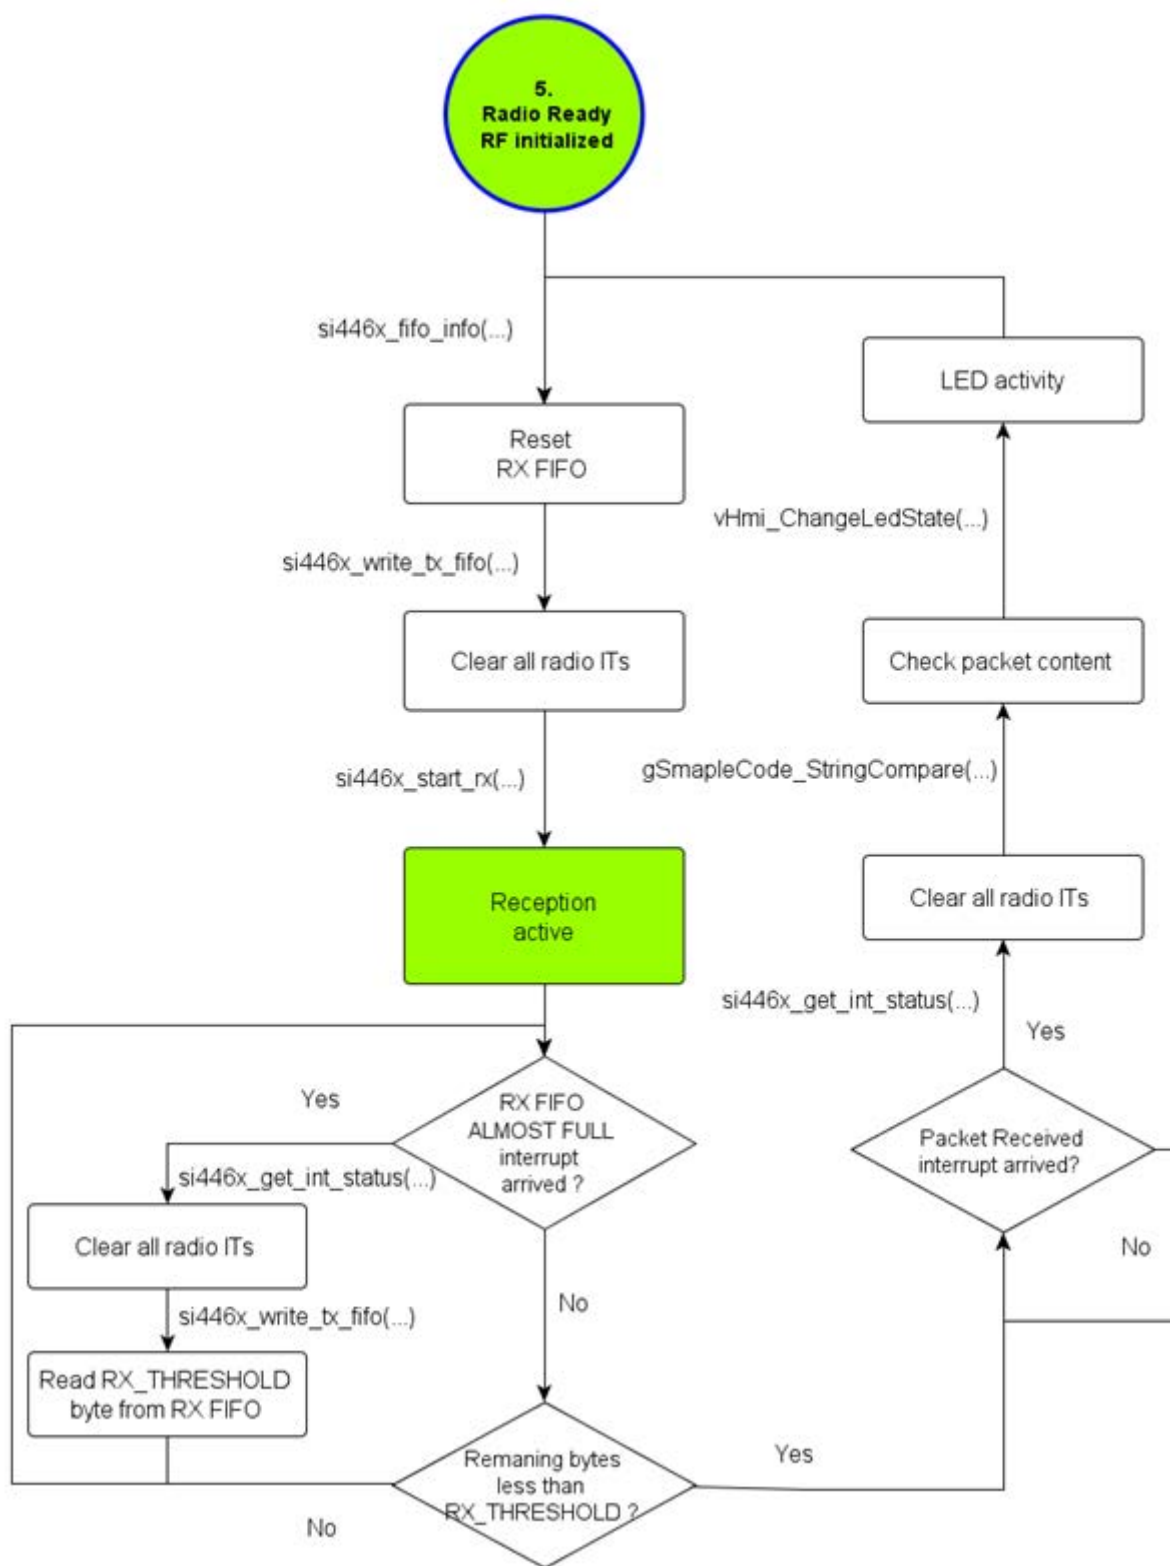 5.
Radio Ready
RF initialized
si446x_fifo_info(...)
LED activity
Reset
RX FIFO
vHmi_ChangeLedState(...)
si446x_write_tx_fifo(...)
Clear all radio ITs
Check packet content
si446x_start_rx(...)
gSmapleCode_StringCompare(...)
Reception
active
Clear all radio ITs
si446x_get_int_status(...)
Yes
Yes
RX FIFO
ALMOST FULL
interrupt
arrived ?
Packet Received
interrupt arrived?
si446x_get_int_status(...)
Clear all radio ITs
No
No
si446x_write_tx_fifo(...)
Read RX_THRESHOLD
byte from RX FIFO
Remaning bytes
less than
RX_THRESHOLD ?
Yes
No